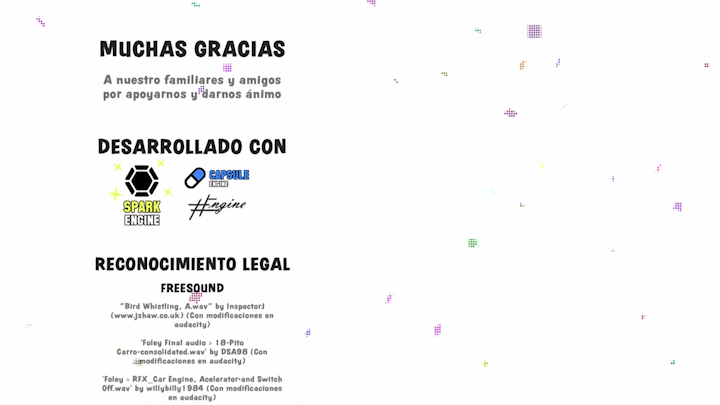 MUCHAS GRACIAS
A nuestro familiares y amigos
por apoyarnos y darnos ánimo
DESARROLLADO CON
SPARK
ENGINE
CAPSULE
ENGINE
#Engine
RECONOCIMIENTO LEGAL
FREESOUND
"Bird Whistling, A.wav" by InspectorJ
(www.jshaw.co.uk) (Con modificaciones en
audacity)
'Foley Final audio » 18-Pito
Carro-consolidated.wav' by DSA98 (Con
modificaciones en audacity)
'Foley » RFX_Car Engine, Acelerator-and Switch
Off.wav' by willybilly1984 (Con modificaciones
en audacity)